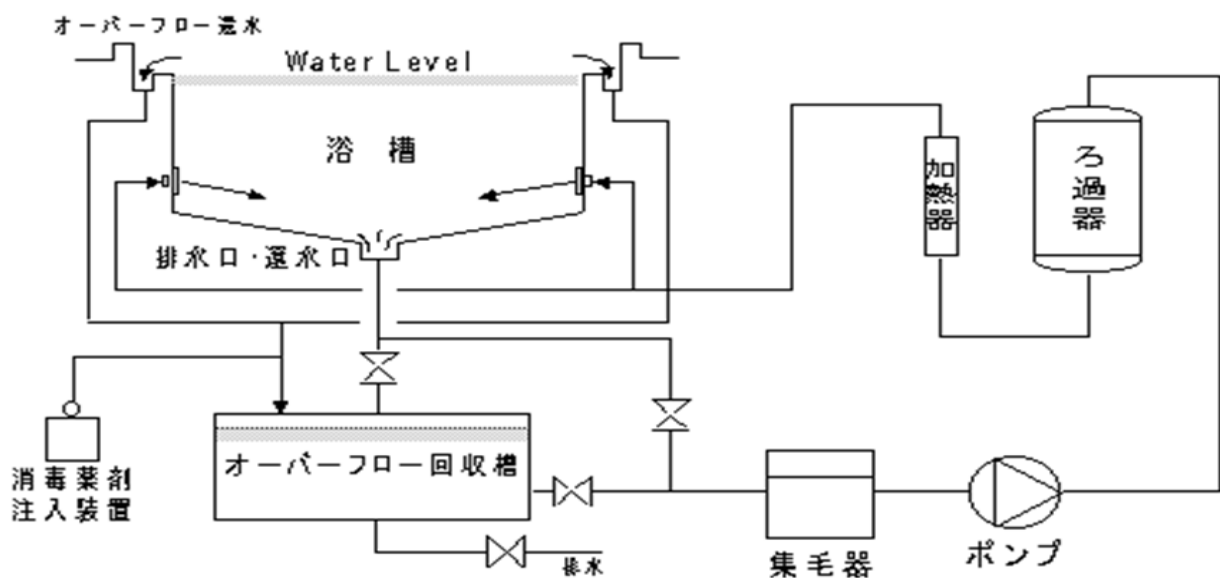 オーバーフロー還水
Water Level
浴槽
加熱器
ろ過器
排水口・還水口
消毒薬剤
注入装置
オーバーフロー回収槽
排水
集毛器
ポンプ